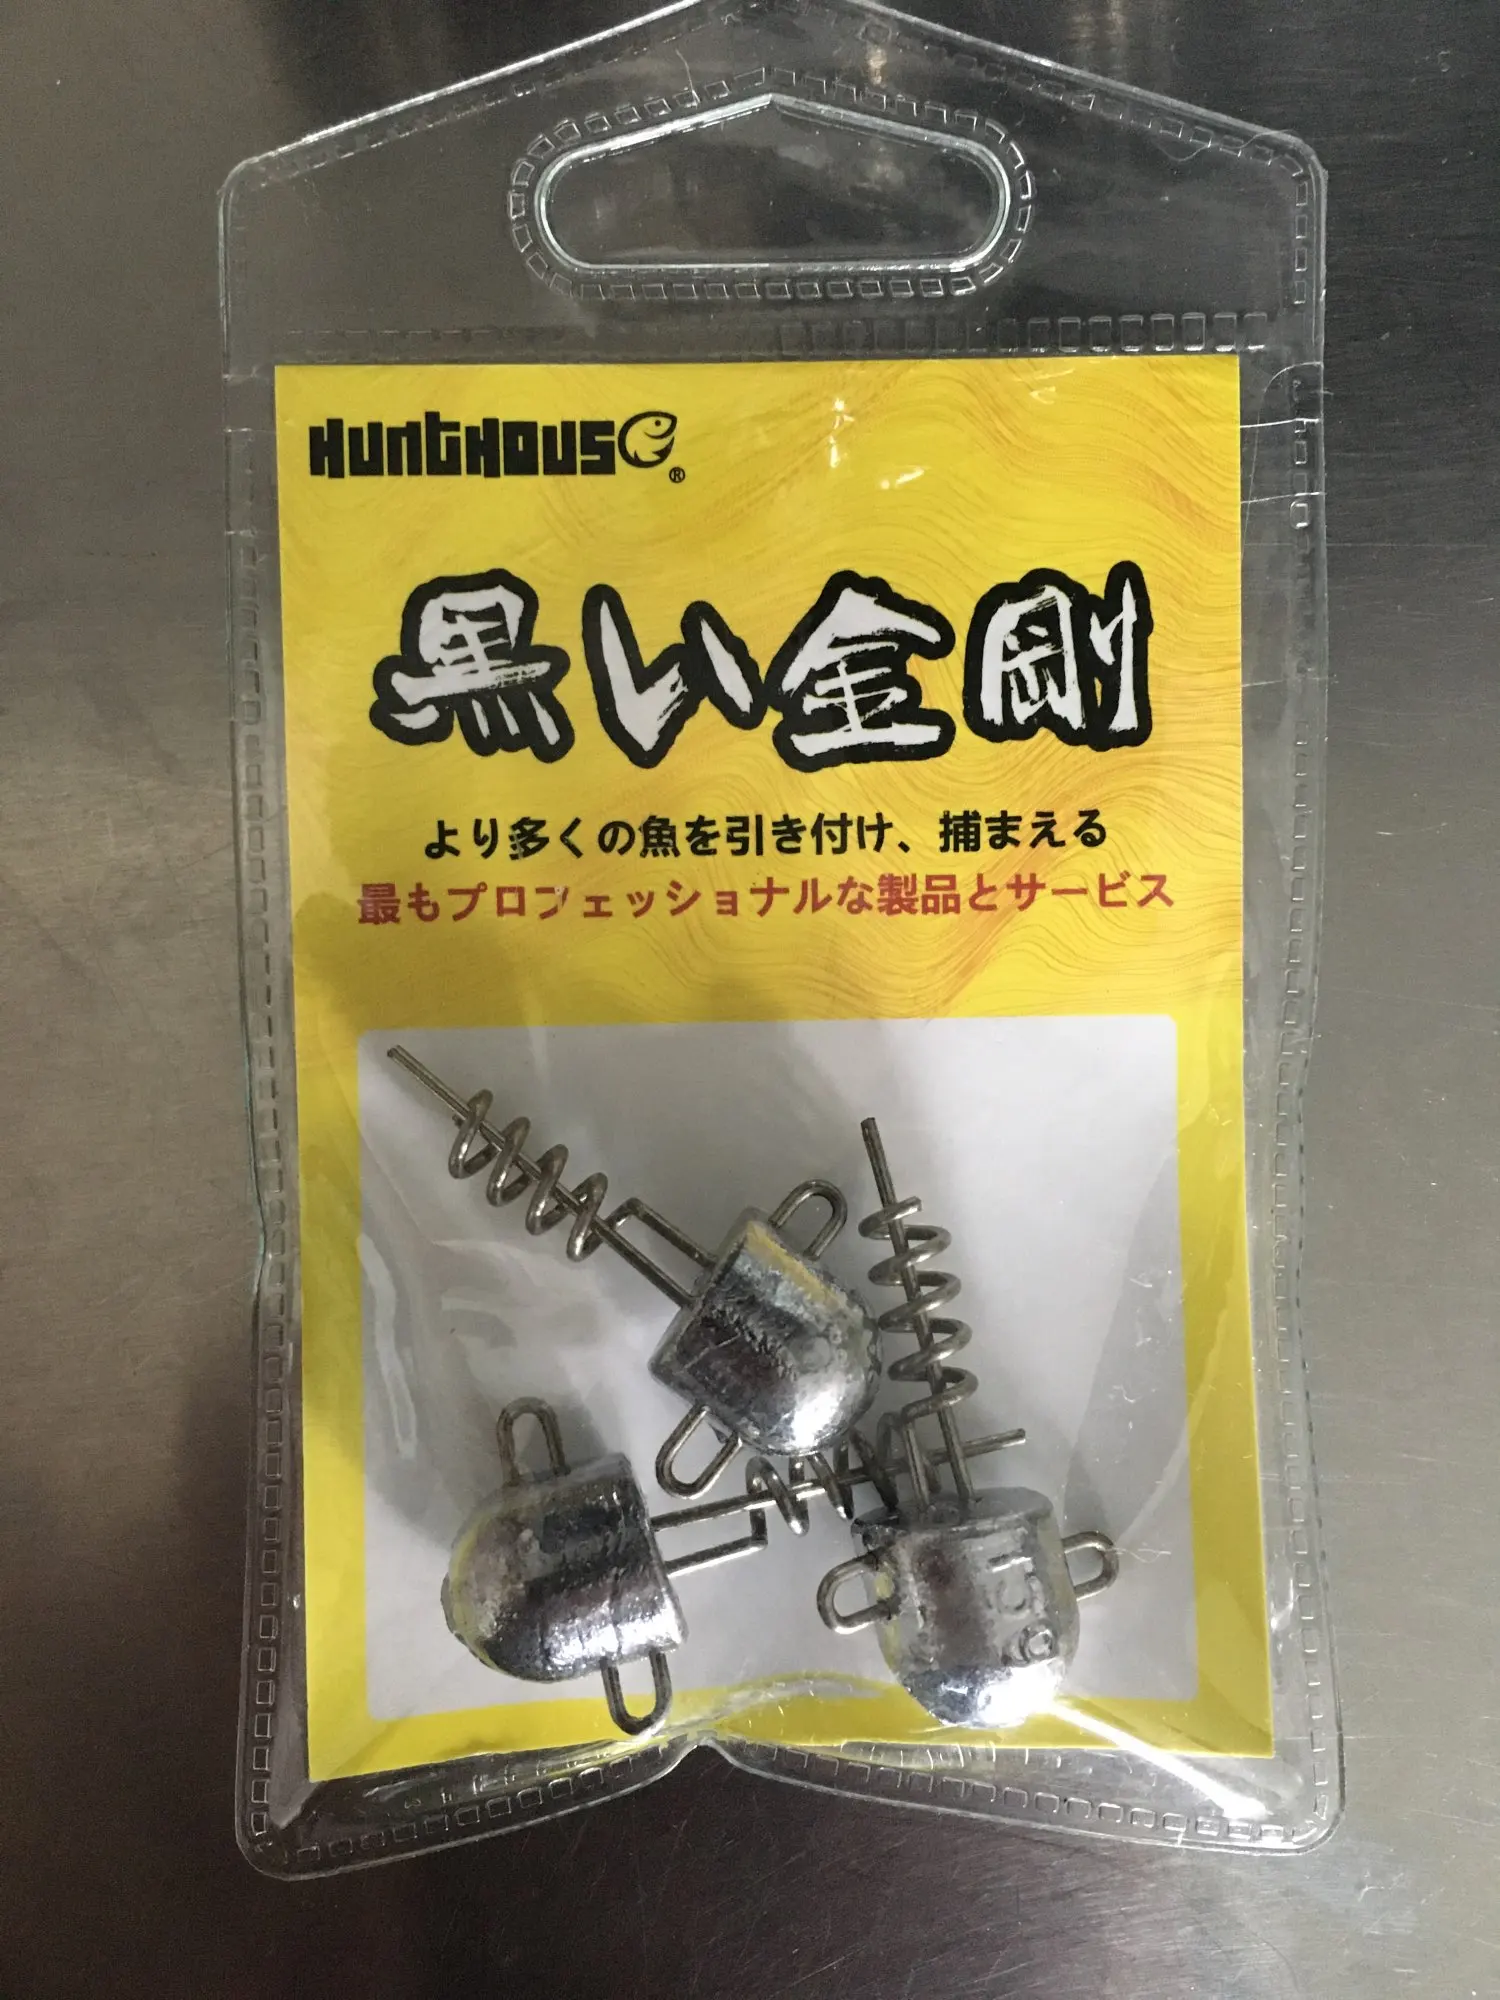 HUNTHOUSE®
黒い金剛
より多くの魚を引き付け、捕まえる
最もプロフェッショナルな製品とサービス
15g